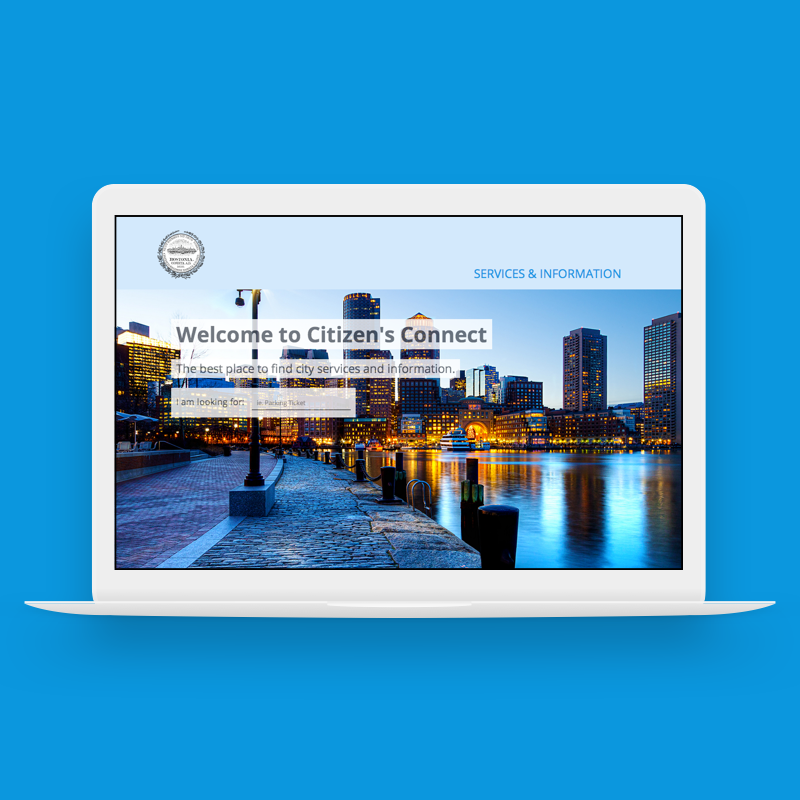 BOSTONIA.
SERVICES & INFORMATION
Welcome to Citizen's Connect
The best place to find city services and information.
I am looking for: ie. Parking Ticket